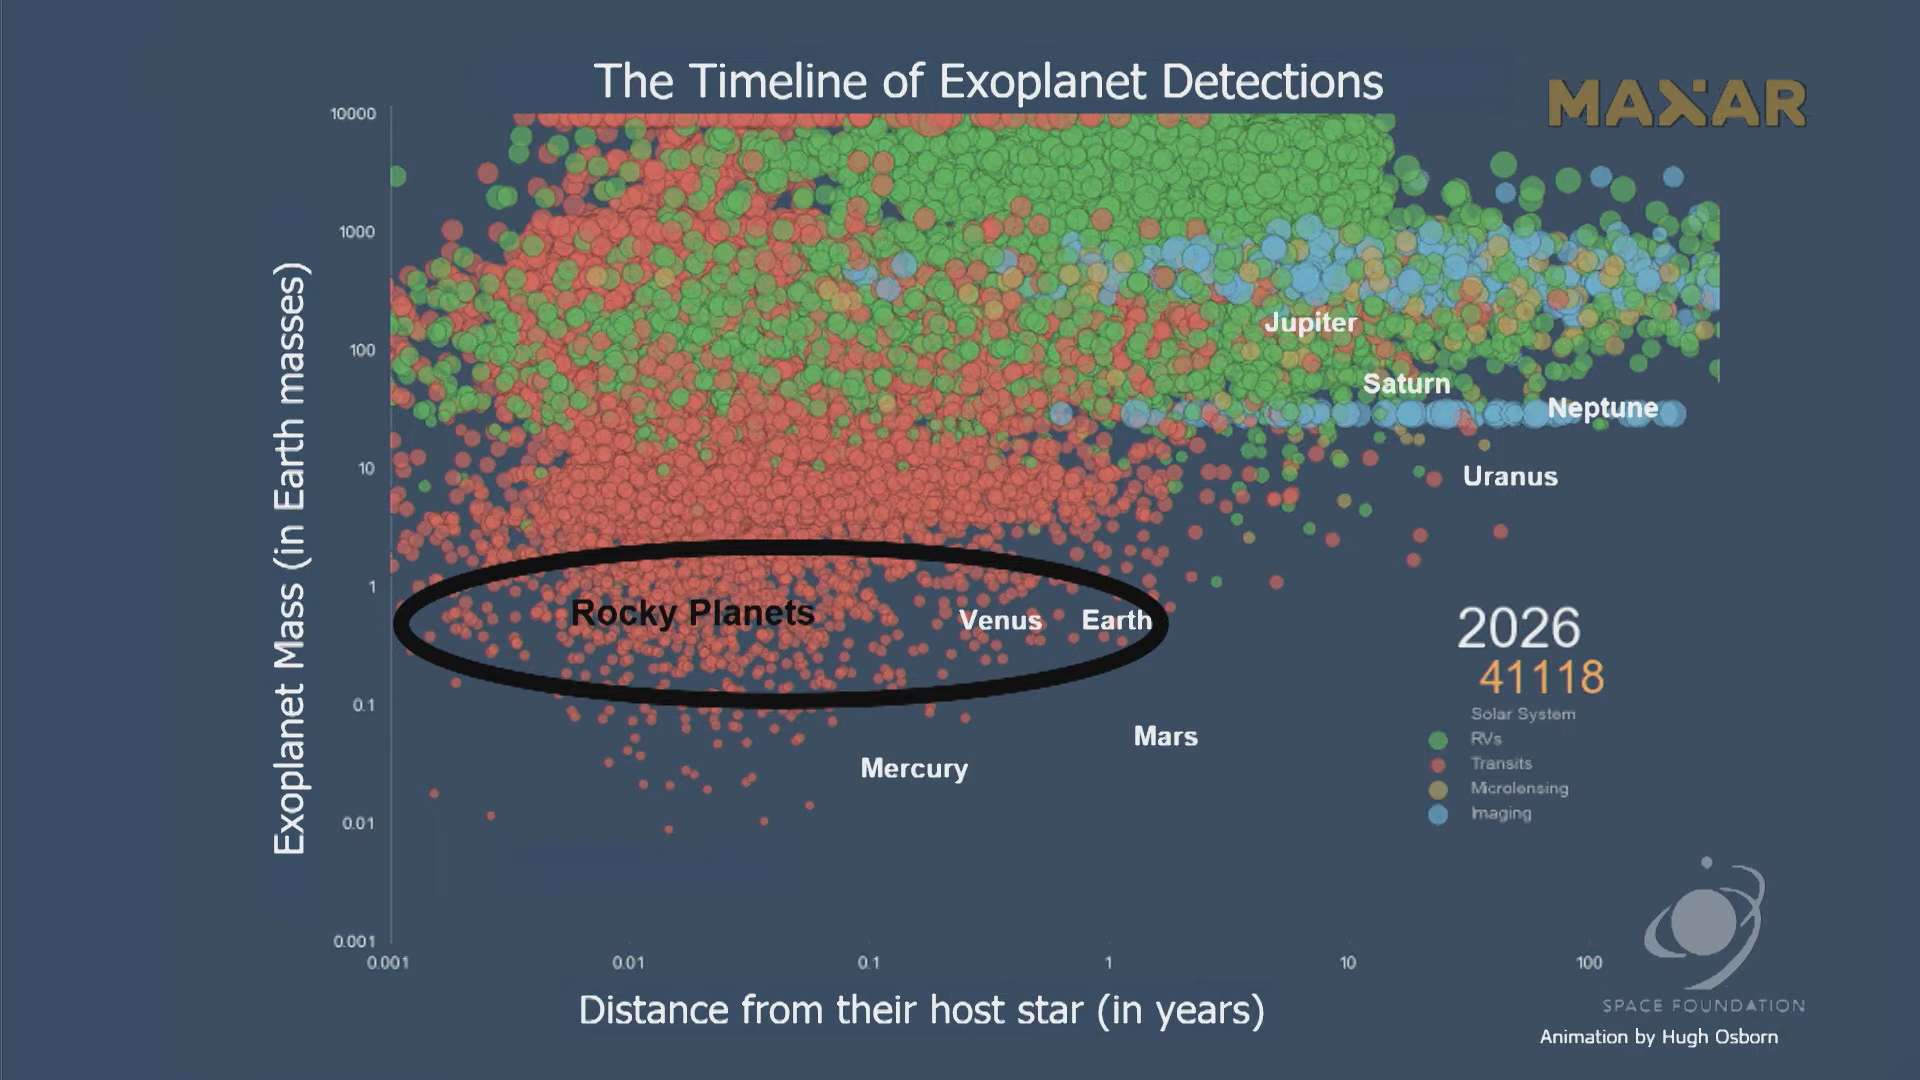 The Timeline of Exoplanet Detections
MAXAR
Exoplanet Mass (in Earth masses)
10000
1000
100
10
1
0.1
0.01
0.001
Jupiter
Saturn
Neptune
Uranus
Rocky Planets
Venus
Earth
Mars
Mercury
2026
41118
Solar System
RVs
Transits
Microlensing
Imaging
0.001
0.01
0.1
1
10
100
Distance from their host star (in years)
SPACE FOUNDATION
Animation by Hugh Osborn